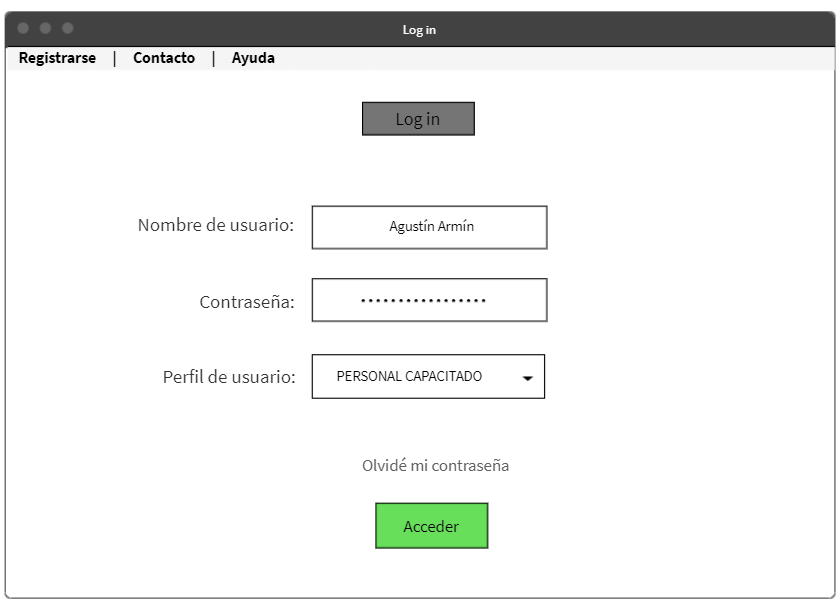 Log in
Registrarse | Contacto | Ayuda
Log in
Nombre de usuario: Agustín Armín
Contraseña: •••••••••••••••••
Perfil de usuario: PERSONAL CAPACITADO
Olvidé mi contraseña
Acceder